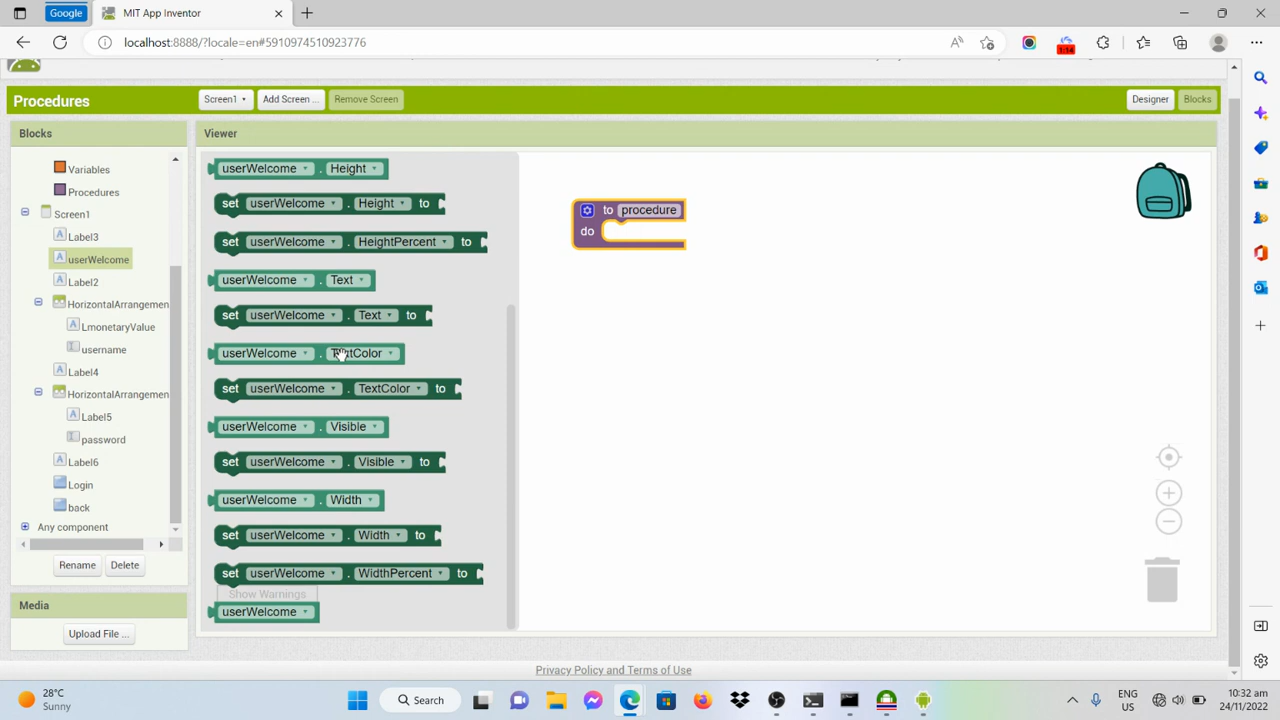 Google
MIT App Inventor
localhost:8888/?locale=en#5910974510923776
1:14
Procedures
Screen1
Add Screen ...
Remove Screen
Designer
Blocks
Blocks
Variables
Procedures
Screen1
Label3
userWelcome
Label2
HorizontalArrangemen
LmonetaryValue
username
Label4
HorizontalArrangemen
Label5
password
Label6
Login
back
Any component
Rename
Delete
Media
Upload File ...
Viewer
userWelcome . Height
set userWelcome . Height to
set userWelcome . HeightPercent to
userWelcome . Text
set userWelcome . Text to
userWelcome . TextColor
set userWelcome . TextColor to
userWelcome . Visible
set userWelcome . Visible to
userWelcome . Width
set userWelcome . Width to
set userWelcome . WidthPercent to
Show Warnings
userWelcome
to procedure
do
Privacy Policy and Terms of Use
28°C
Sunny
Search
ENG
US
10:32 am
24/11/2022